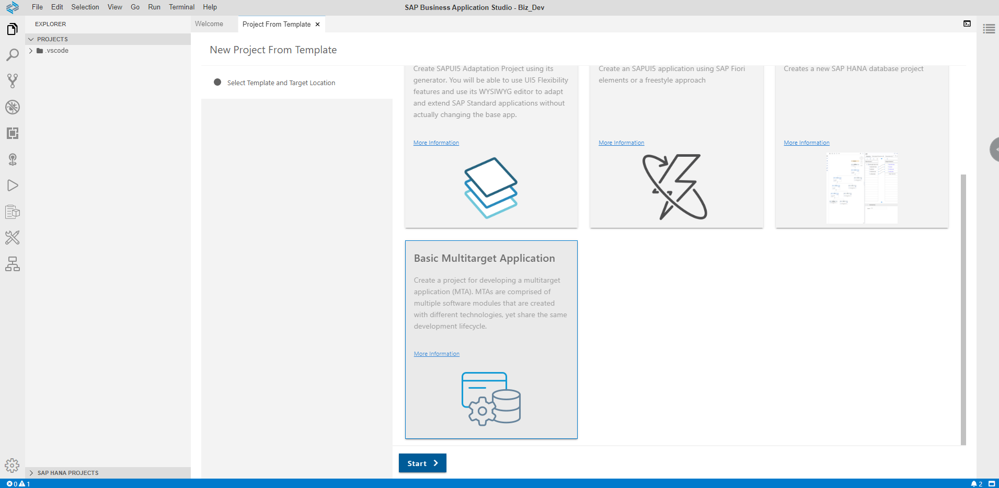 File Edit Selection View Go Run Terminal Help
SAP Business Application Studio - Biz_Dev
EXPLORER
PROJECTS
.vscode
Welcome
Project From Template
New Project From Template
Select Template and Target Location
Create SAPUI5 Adaptation Project using its
generator. You will be able to use UI5 Flexibility
features and use its WYSIWYG editor to adapt
and extend SAP Standard applications without
actually changing the base app.
More Information
Create an SAPUI5 application using SAP Fiori
elements or a freestyle approach
More Information
Creates a new SAP HANA database project
More Information
Basic Multitarget Application
Create a project for developing a multitarget
application (MTA). MTAs are comprised of
multiple software modules that are created
with different technologies, yet share the same
development lifecycle.
More Information
Start
SAP HANA PROJECTS
0 1
2